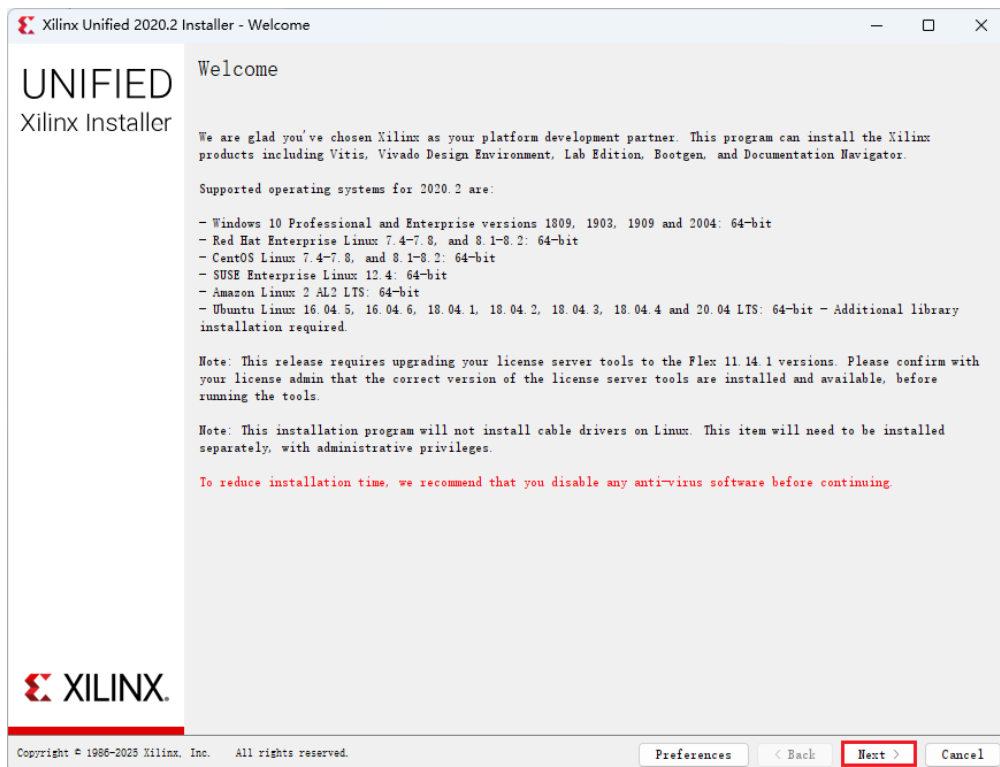 Xilinx Unified 2020.2 Installer - Welcome
UNIFIED
Xilinx Installer
Welcome
We are glad you've chosen Xilinx as your platform development partner. This program can install the Xilinx
products including Vitis, Vivado Design Environment, Lab Edition, Bootgen, and Documentation Navigator.
Supported operating systems for 2020.2 are:
- Windows 10 Professional and Enterprise versions 1809, 1903, 1909 and 2004: 64-bit
- Red Hat Enterprise Linux 7.4-7.8, and 8.1-8.2: 64-bit
- CentOS Linux 7.4-7.8, and 8.1-8.2: 64-bit
- SUSE Enterprise Linux 12.4: 64-bit
- Amazon Linux 2 AL2 LTS: 64-bit
- Ubuntu Linux 16.04.5, 16.04.6, 18.04.1, 18.04.2, 18.04.3, 18.04.4 and 20.04 LTS: 64-bit - Additional library
installation required.
Note: This release requires upgrading your license server tools to the Flex 11.14.1 versions. Please confirm with
your license admin that the correct version of the license server tools are installed and available, before
running the tools.
Note: This installation program will not install cable drivers on Linux. This item will need to be installed
separately, with administrative privileges.
To reduce installation time, we recommend that you disable any anti-virus software before continuing.
XILINX.
Copyright © 1986-2025 Xilinx, Inc. All rights reserved.
Preferences
< Back
Next >
Cancel